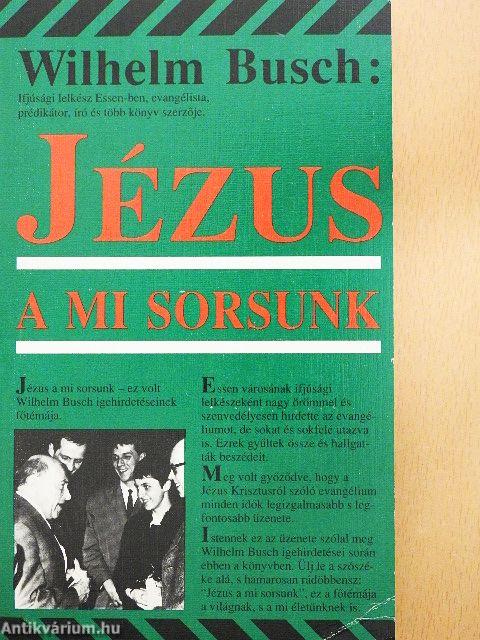 Wilhelm Busch:
Ifjúsági lelkész Essen-ben, evangélista,
prédikátor, író és több könyv szerzője.
JÉZUS
A MI SORSUNK
Jézus a mi sorsunk – ez volt
Wilhelm Busch igehirdetéseinek
főtémája.
Essen városának ifjúsági
lelkészeként nagy örömmel és
szenvedélyesen hirdette az evangé-
liumot, de sokat és sokfelé utazva
is. Ezrek gyűltek össze és hallgat-
ták beszédeit.
Meg volt győződve, hogy a
Jézus Krisztusról szóló evangélium
minden idők legizgalmasabb s leg-
fontosabb üzenete.
Istennek ez az üzenete szólal meg
Wilhelm Busch igehirdetései során
ebben a könyvben. Ülj le a szószé-
ke alá, s hamarosan rádöbbensz:
"Jézus a mi sorsunk", ez a főtémája
a világnak, s a mi életünknek is.
Antikvárium.hu